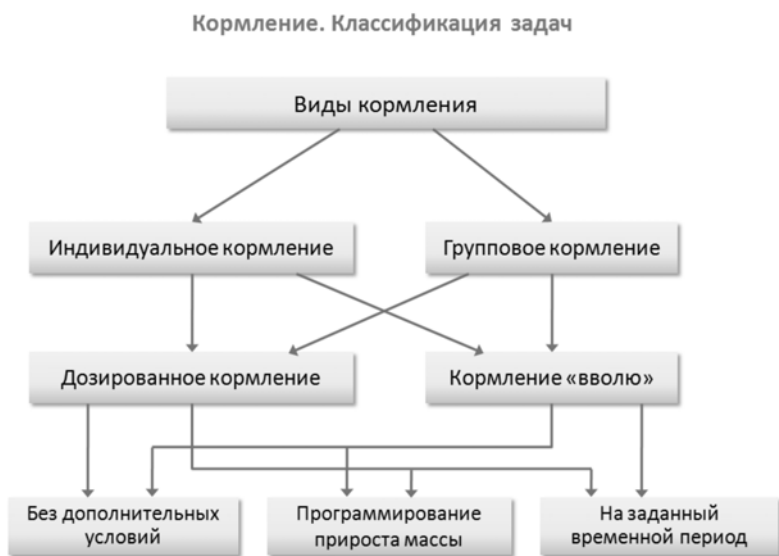 Кормление. Классификация задач
Виды кормления
Индивидуальное кормление
Групповое кормление
Дозированное кормление
Кормление «вволю»
Без дополнительных
условий
Программирование
прироста массы
На заданный
временной период